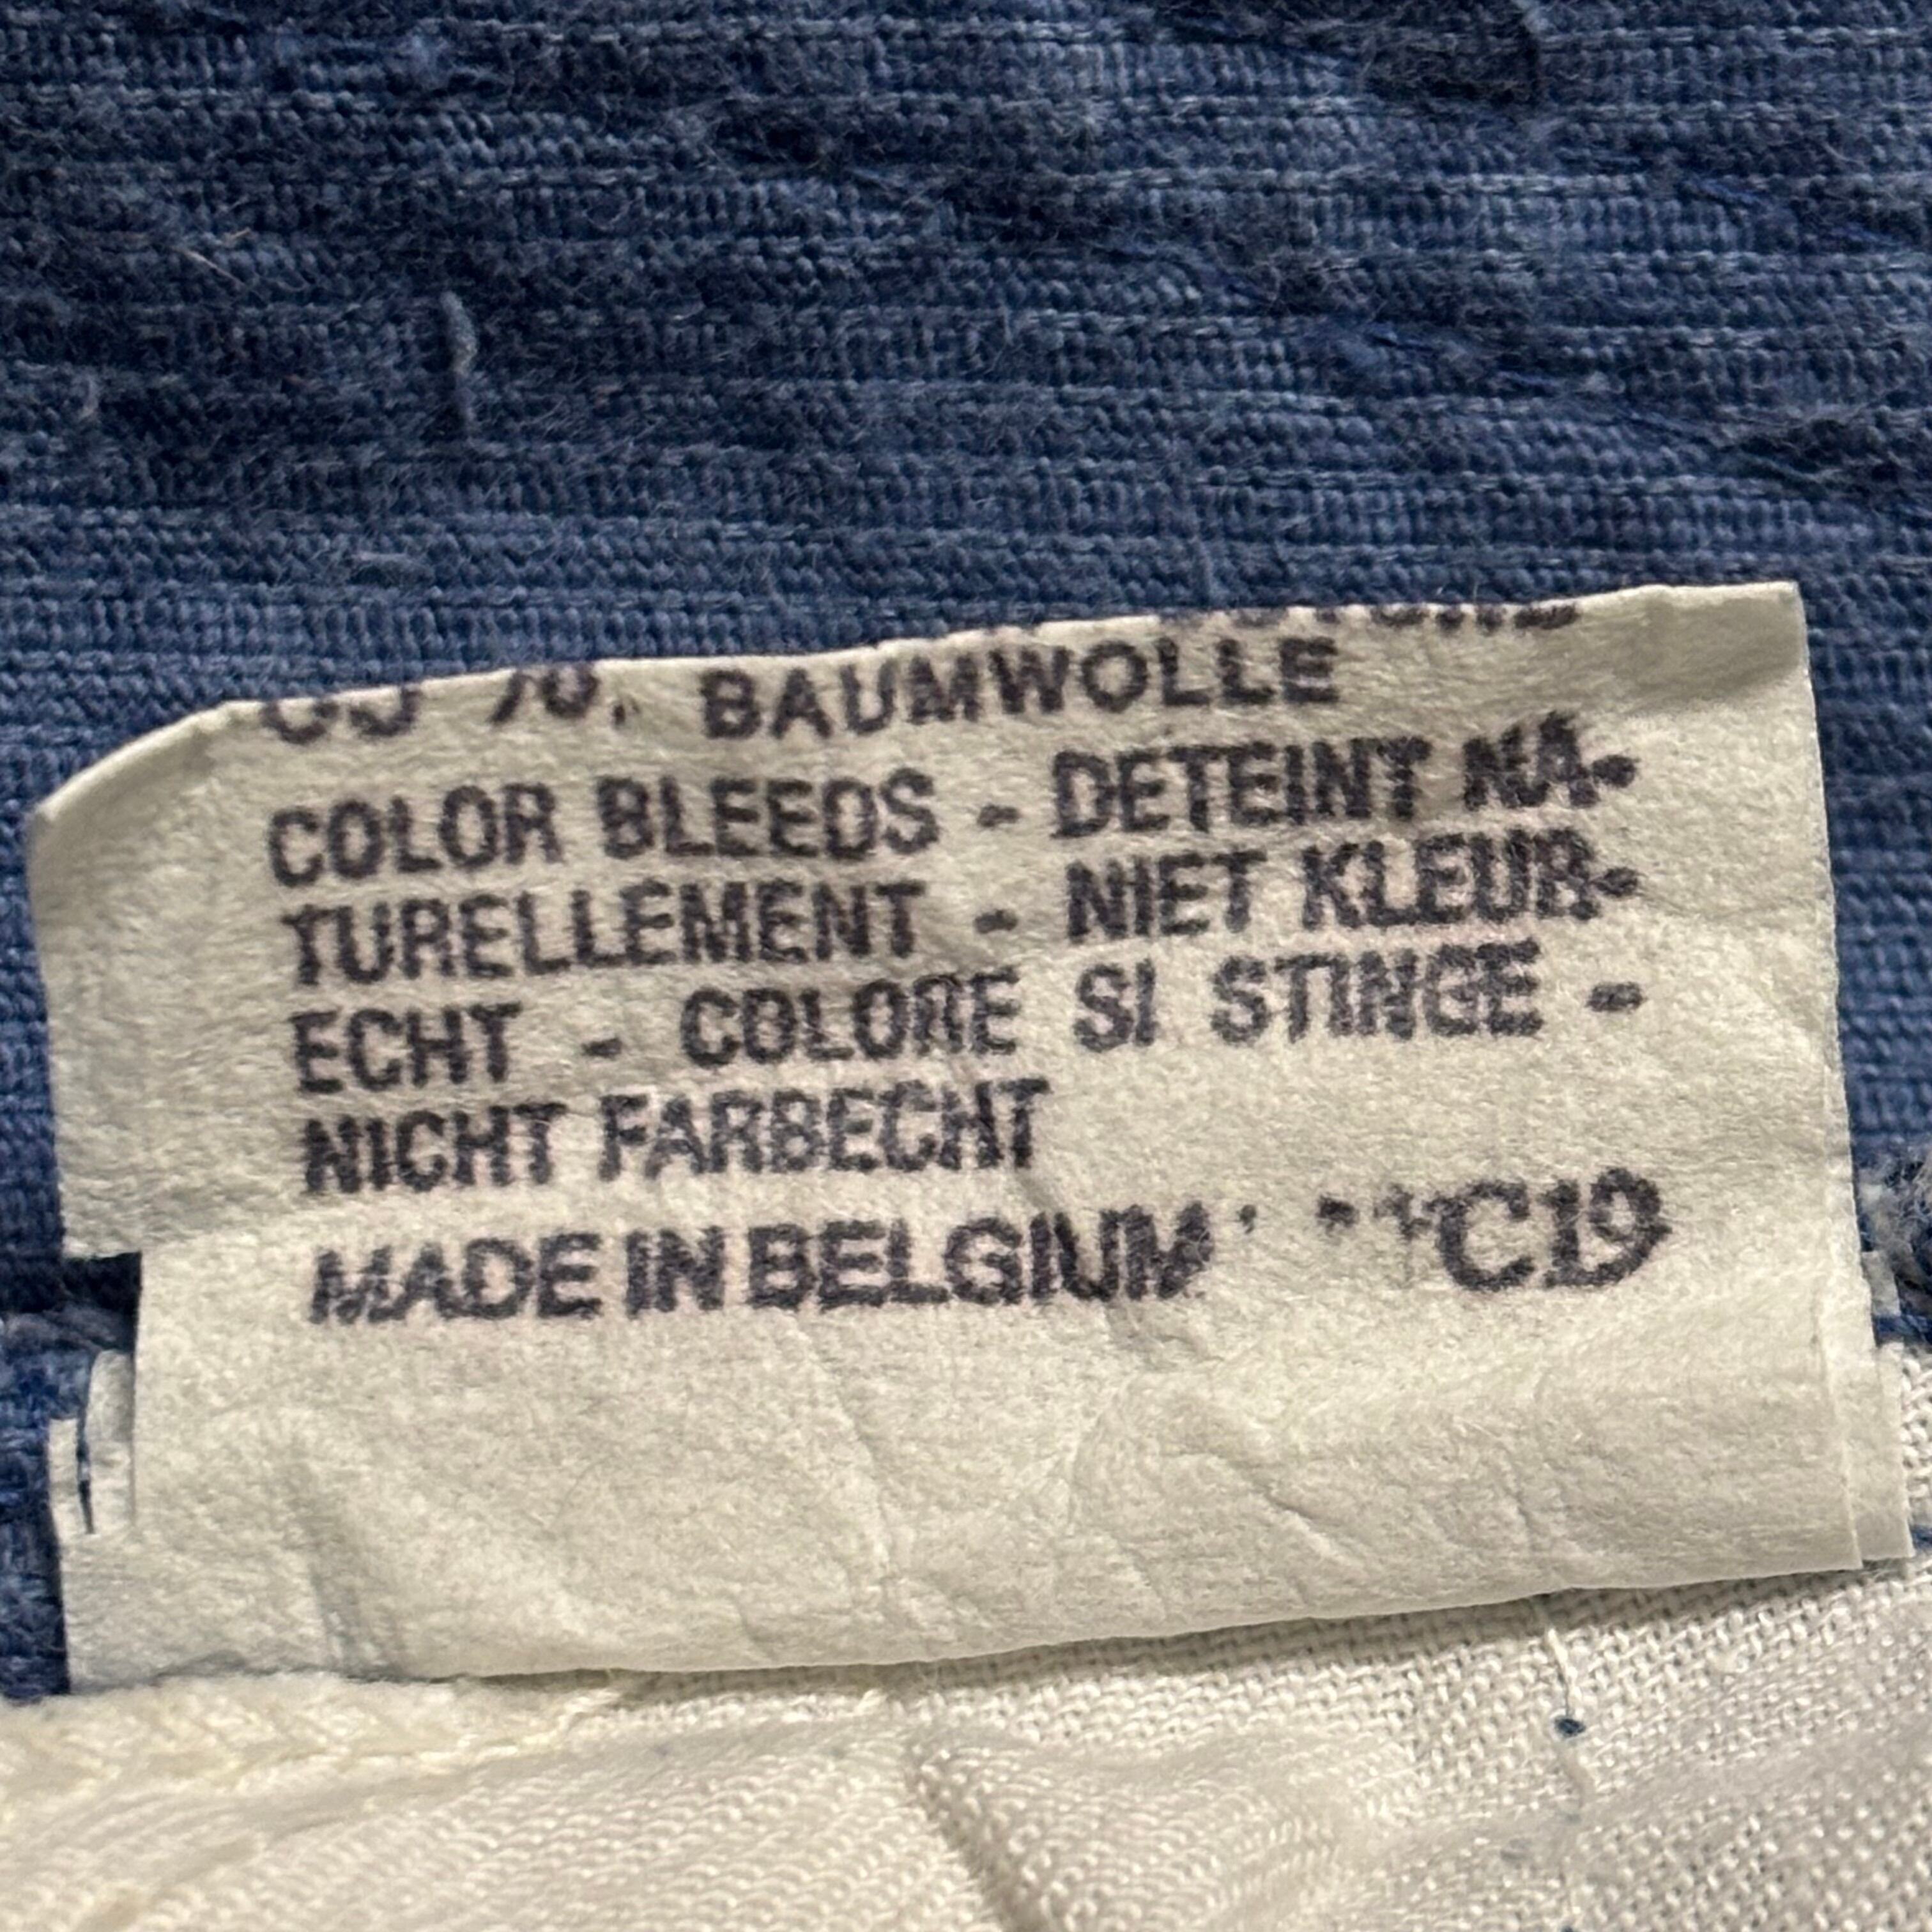 %. BAUMWOLLE
COLOR BLEEDS - DETEINT NA-
TURELLEMENT - NIET KLEUR-
ECHT - COLORE SI STINGE -
NICHT FARBECHT
MADE IN BELGIUM C19